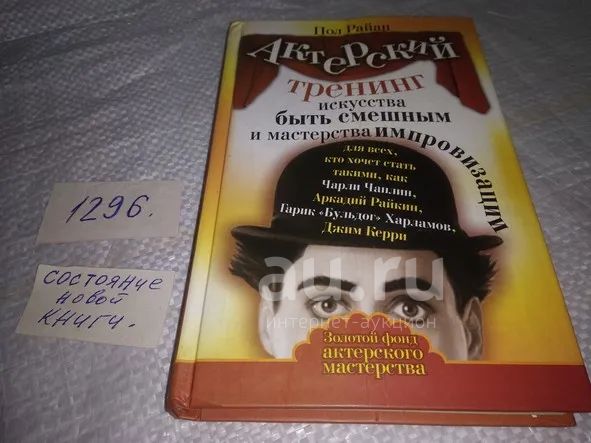 Пол Райан
Актерский
тренинг
искусства
быть смешным
и мастерства импровизации
для всех,
кто хочет стать
такими, как
Чарли Чаплин,
Аркадий Райкин,
Гарик «Бульдог» Харламов,
Джим Керри
Золотой фонд
актерского
мастерства
1296.
состояние
новой
книги.
au.ru
интернет-аукцион